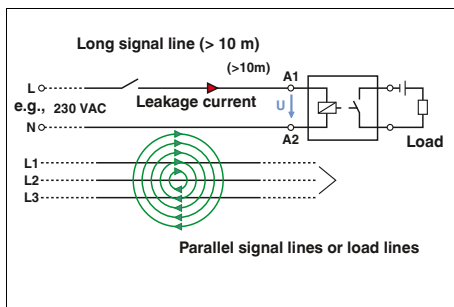 Long signal line (> 10 m)
(>10m)
A1
L
Leakage current
U
e.g., 230 VAC
N
A2
Load
L1
L2
L3
Parallel signal lines or load lines